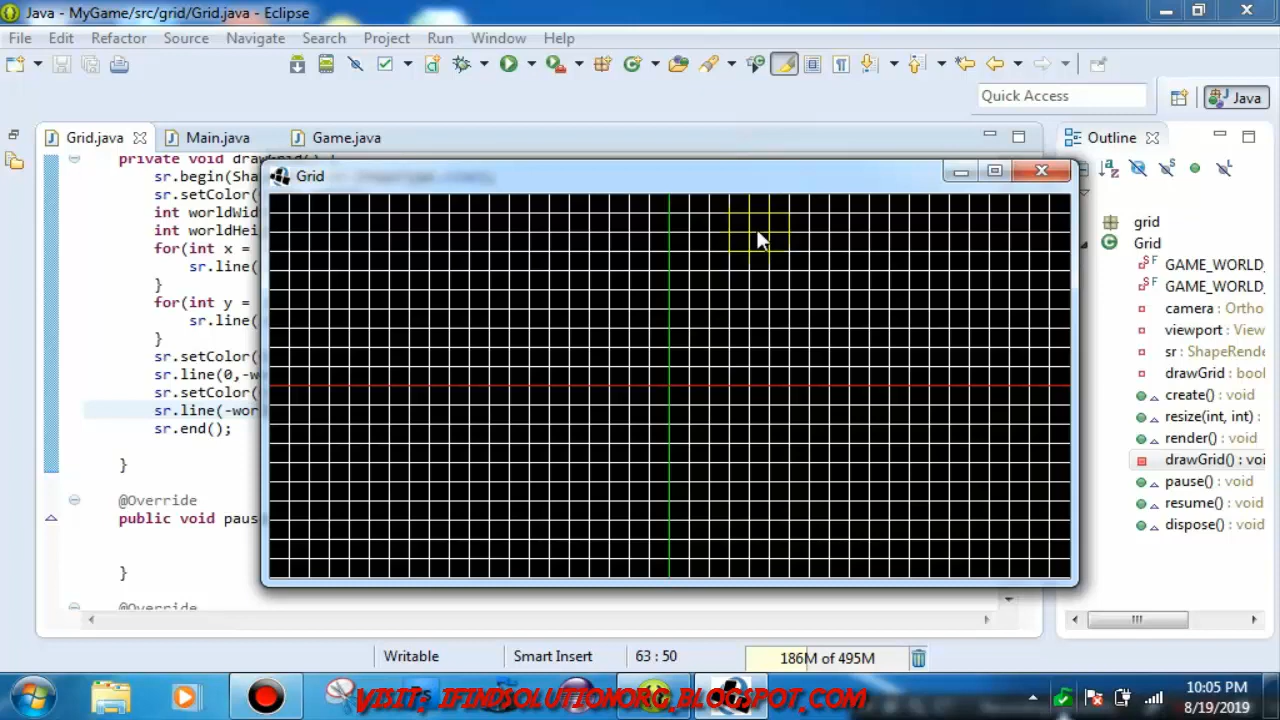 Java - MyGame/src/grid/Grid.java - Eclipse
File Edit Refactor Source Navigate Search Project Run Window Help
Quick Access
Java
Grid.java Main.java Game.java
Outline
private void
sr.begin(Sha
sr.setColor(
int worldWid
int worldHei
for(int x =
sr.line(
}
for(int y =
sr.line(
}
sr.setColor(
sr.line(0,-w
sr.setColor(
sr.line(-wor
sr.end();
}
@Override
public void paus
}
@Override
Grid
grid
Grid
GAME_WORLD_
GAME_WORLD_
camera : Ortho
viewport : View
sr : ShapeRende
drawGrid : bool
create() : void
resize(int, int) :
render() : void
drawGrid() : voi
pause() : void
resume() : void
dispose() : void
Writable Smart Insert 63 : 50 186M of 495M
VISIT: IFINDSOLUTIONORG.BLOGSPOT.COM
10:05 PM
8/19/2019